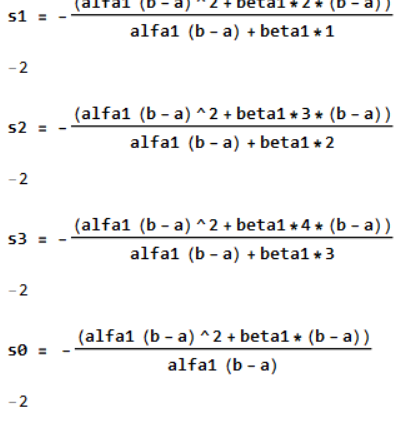 (alfa1 (b - a) ^2 + beta1 * 2 * (b - a))
s1 = -
alfa1 (b - a) + beta1 * 1
-2
(alfa1 (b - a) ^2 + beta1 * 3 * (b - a))
s2 = -
alfa1 (b - a) + beta1 * 2
-2
(alfa1 (b - a) ^2 + beta1 * 4 * (b - a))
s3 = -
alfa1 (b - a) + beta1 * 3
-2
(alfa1 (b - a) ^2 + beta1 * (b - a))
s0 = -
alfa1 (b - a)
-2